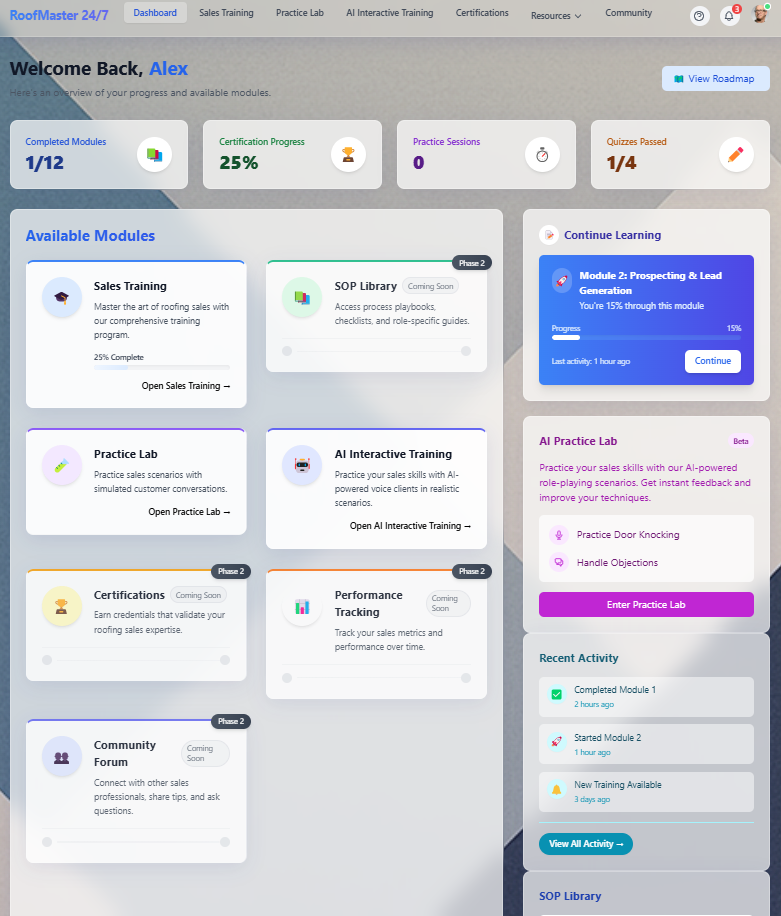 RoofMaster 24/7
Dashboard
Sales Training
Practice Lab
AI Interactive Training
Certifications
Resources
Community
3
Welcome Back, Alex
Here's an overview of your progress and available modules.
View Roadmap
Completed Modules
1/12
Certification Progress
25%
Practice Sessions
0
Quizzes Passed
1/4
Available Modules
Sales Training
Master the art of roofing sales with
our comprehensive training
program.
25% Complete
Open Sales Training →
Phase 2
SOP Library
Coming Soon
Access process playbooks,
checklists, and role-specific guides.
Practice Lab
Practice sales scenarios with
simulated customer conversations.
Open Practice Lab →
AI Interactive Training
Practice your sales skills with AI-
powered voice clients in realistic
scenarios.
Open AI Interactive Training →
Phase 2
Certifications
Coming Soon
Earn credentials that validate your
roofing sales expertise.
Phase 2
Performance
Tracking
Coming
Soon
Track your sales metrics and
performance over time.
Phase 2
Community
Forum
Coming
Soon
Connect with other sales
professionals, share tips, and ask
questions.
Continue Learning
Module 2: Prospecting & Lead
Generation
You're 15% through this module
Progress
15%
Last activity: 1 hour ago
Continue
AI Practice Lab
Beta
Practice your sales skills with our AI-powered
role-playing scenarios. Get instant feedback and
improve your techniques.
Practice Door Knocking
Handle Objections
Enter Practice Lab
Recent Activity
Completed Module 1
2 hours ago
Started Module 2
1 hour ago
New Training Available
3 days ago
View All Activity →
SOP Library